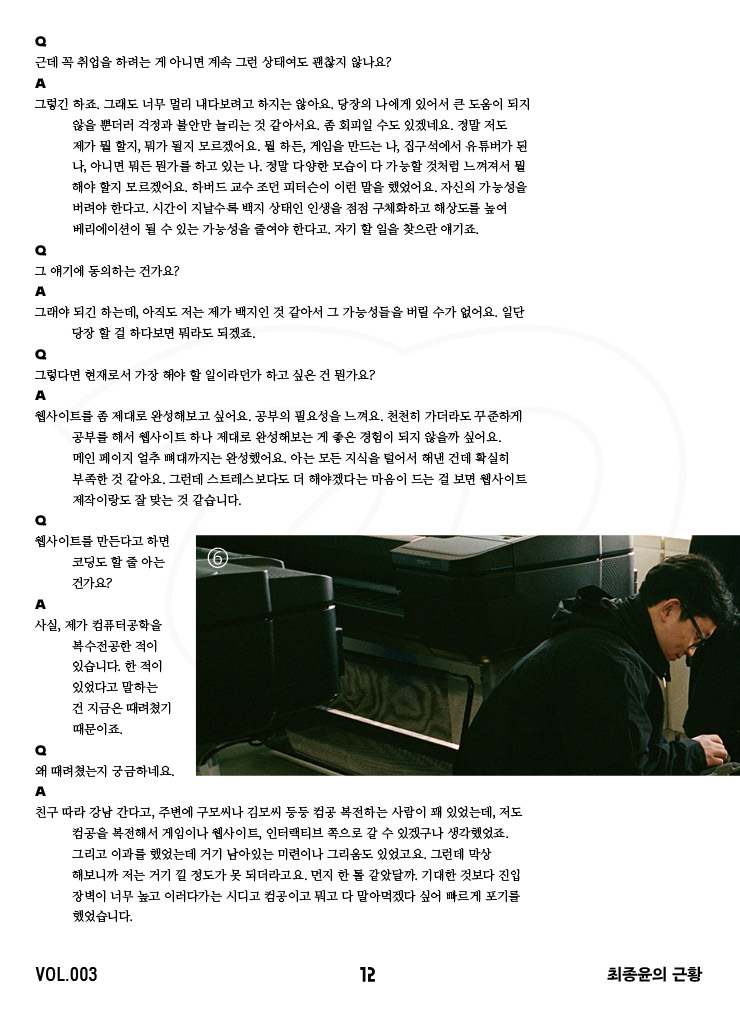 Q
근데 꼭 취업을 하려는 게 아니면 계속 그런 상태여도 괜찮지 않나요?
A
그렇긴 하죠. 그래도 너무 멀리 내다보려고 하지는 않아요. 당장의 나에게 있어서 큰 도움이 되지
않을 뿐더러 걱정과 불안만 늘리는 것 같아서요. 좀 회피일 수도 있겠네요. 정말 저도
제가 뭘 할지, 뭐가 될지 모르겠어요. 뭘 하든, 게임을 만드는 나, 집구석에서 유튜버가 된
나, 아니면 뭐든 뭔가를 하고 있는 나. 정말 다양한 모습이 다 가능할 것처럼 느껴져서 뭘
해야 할지 모르겠어요. 하버드 교수 조던 피터슨이 이런 말을 했었어요. 자신의 가능성을
버려야 한다고. 시간이 지날수록 백지 상태인 인생을 점점 구체화하고 해상도를 높여
베리에이션이 될 수 있는 가능성을 줄여야 한다고. 자기 할 일을 찾으란 얘기죠.
Q
그 얘기에 동의하는 건가요?
A
그래야 되긴 하는데, 아직도 저는 제가 백지인 것 같아서 그 가능성들을 버릴 수가 없어요. 일단
당장 할 걸 하다보면 뭐라도 되겠죠.
Q
그렇다면 현재로서 가장 해야 할 일이라던가 하고 싶은 건 뭔가요?
A
웹사이트를 좀 제대로 완성해보고 싶어요. 공부의 필요성을 느껴요. 천천히 가더라도 꾸준하게
공부를 해서 웹사이트 하나 제대로 완성해보는 게 좋은 경험이 되지 않을까 싶어요.
메인 페이지 얼추 뼈대까지는 완성했어요. 아는 모든 지식을 털어서 해낸 건데 확실히
부족한 것 같아요. 그런데 스트레스보다도 더 해야겠다는 마음이 드는 걸 보면 웹사이트
제작이랑도 잘 맞는 것 같습니다.
Q
웹사이트를 만든다고 하면
코딩도 할 줄 아는
건가요?
A
사실, 제가 컴퓨터공학을
복수전공한 적이
있습니다. 한 적이
있었다고 말하는
건 지금은 때려쳤기
때문이죠.
Q
왜 때려쳤는지 궁금하네요.
A
친구 따라 강남 간다고, 주변에 구모씨나 김모씨 등등 컴공 복전하는 사람이 꽤 있었는데, 저도
컴공을 복전해서 게임이나 웹사이트, 인터랙티브 쪽으로 갈 수 있겠구나 생각했었죠.
그리고 이과를 했었는데 거기 남아있는 미련이나 그리움도 있었고요. 그런데 막상
해보니까 저는 거기 낄 정도가 못 되더라고요. 먼지 한 톨 같았달까. 기대한 것보다 진입
장벽이 너무 높고 이러다가는 시디고 컴공이고 뭐고 다 말아먹겠다 싶어 빠르게 포기를
했었습니다.
⑥
VOL.003
12
최종윤의 근황